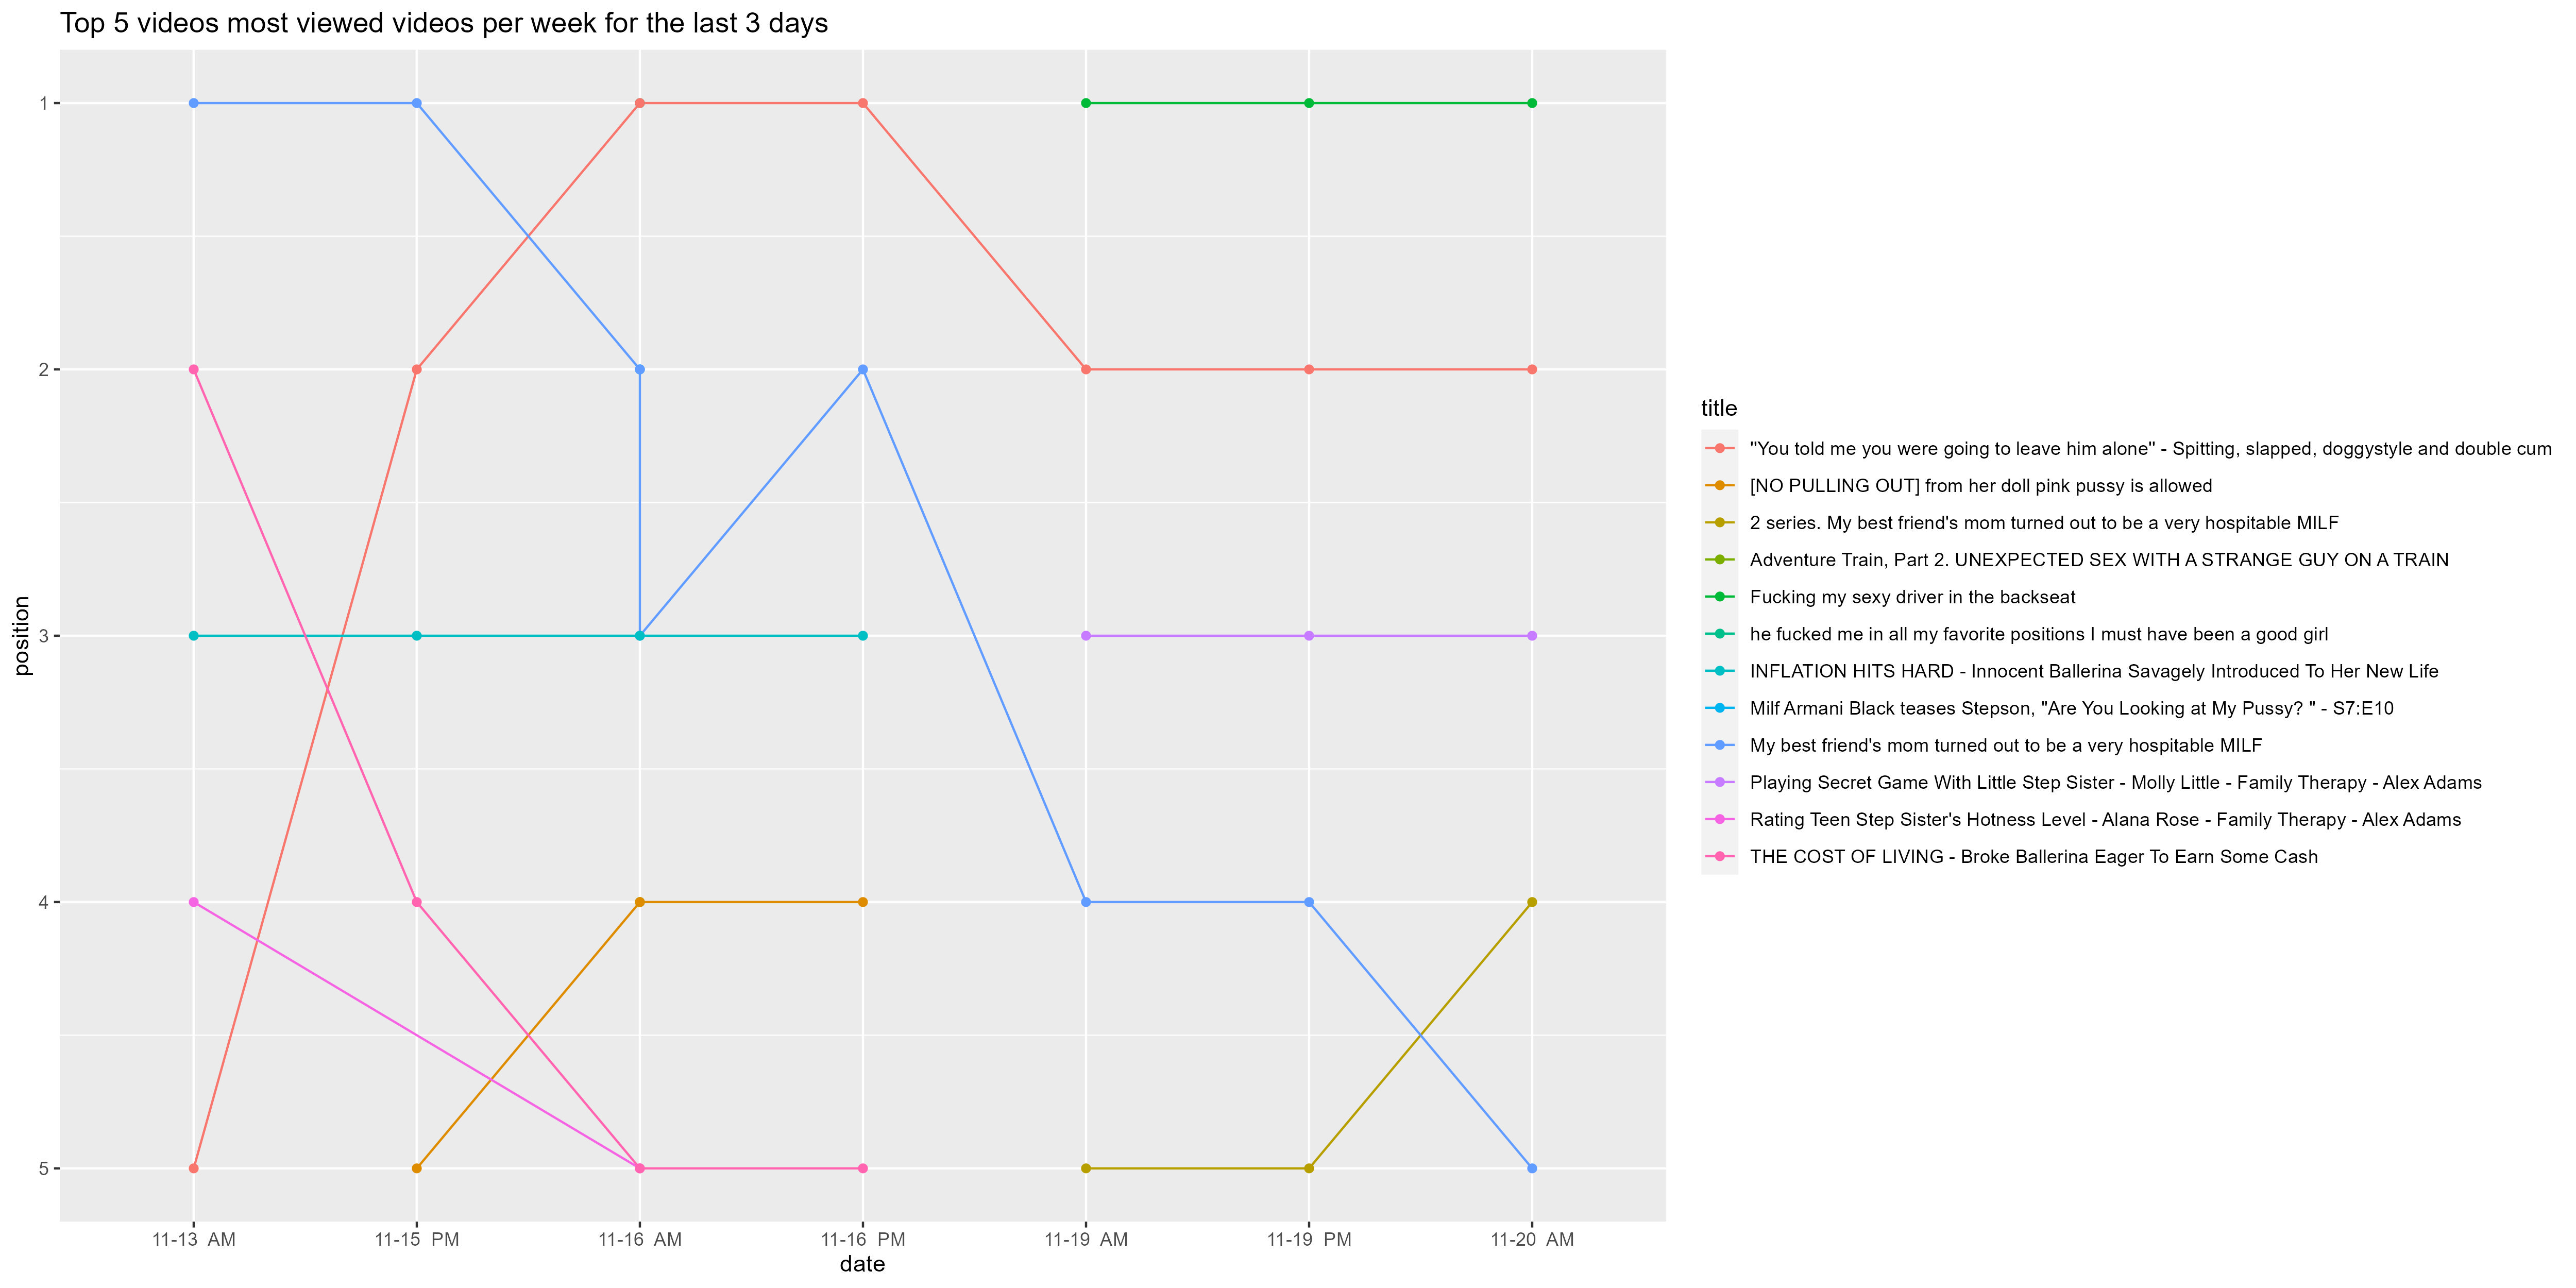 Top 5 videos most viewed videos per week for the last 3 days
position
1
2
3
4
5
11-13 AM
11-15 PM
11-16 AM
11-16 PM
11-19 AM
11-19 PM
11-20 AM
date
title
"You told me you were going to leave him alone" - Spitting, slapped, doggystyle and double cum
[NO PULLING OUT] from her doll pink pussy is allowed
2 series. My best friend's mom turned out to be a very hospitable MILF
Adventure Train, Part 2. UNEXPECTED SEX WITH A STRANGE GUY ON A TRAIN
Fucking my sexy driver in the backseat
he fucked me in all my favorite positions I must have been a good girl
INFLATION HITS HARD - Innocent Ballerina Savagely Introduced To Her New Life
Milf Armani Black teases Stepson, "Are You Looking at My Pussy? " - S7:E10
My best friend's mom turned out to be a very hospitable MILF
Playing Secret Game With Little Step Sister - Molly Little - Family Therapy - Alex Adams
Rating Teen Step Sister's Hotness Level - Alana Rose - Family Therapy - Alex Adams
THE COST OF LIVING - Broke Ballerina Eager To Earn Some Cash